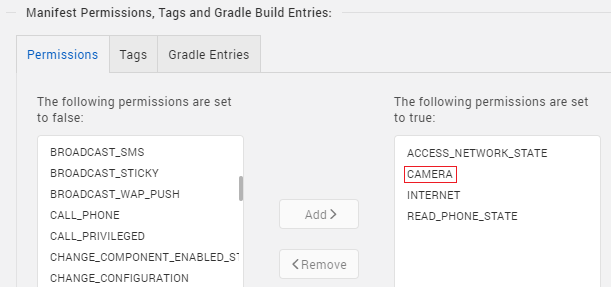 Manifest Permissions, Tags and Gradle Build Entries:
Permissions Tags Gradle Entries
The following permissions are set
to false:
BROADCAST_SMS
BROADCAST_STICKY
BROADCAST_WAP_PUSH
CALL_PHONE
CALL_PRIVILEGED
CHANGE_COMPONENT_ENABLED_ST
CHANGE_CONFIGURATION
Add >
< Remove
The following permissions are set
to true:
ACCESS_NETWORK_STATE
CAMERA
INTERNET
READ_PHONE_STATE